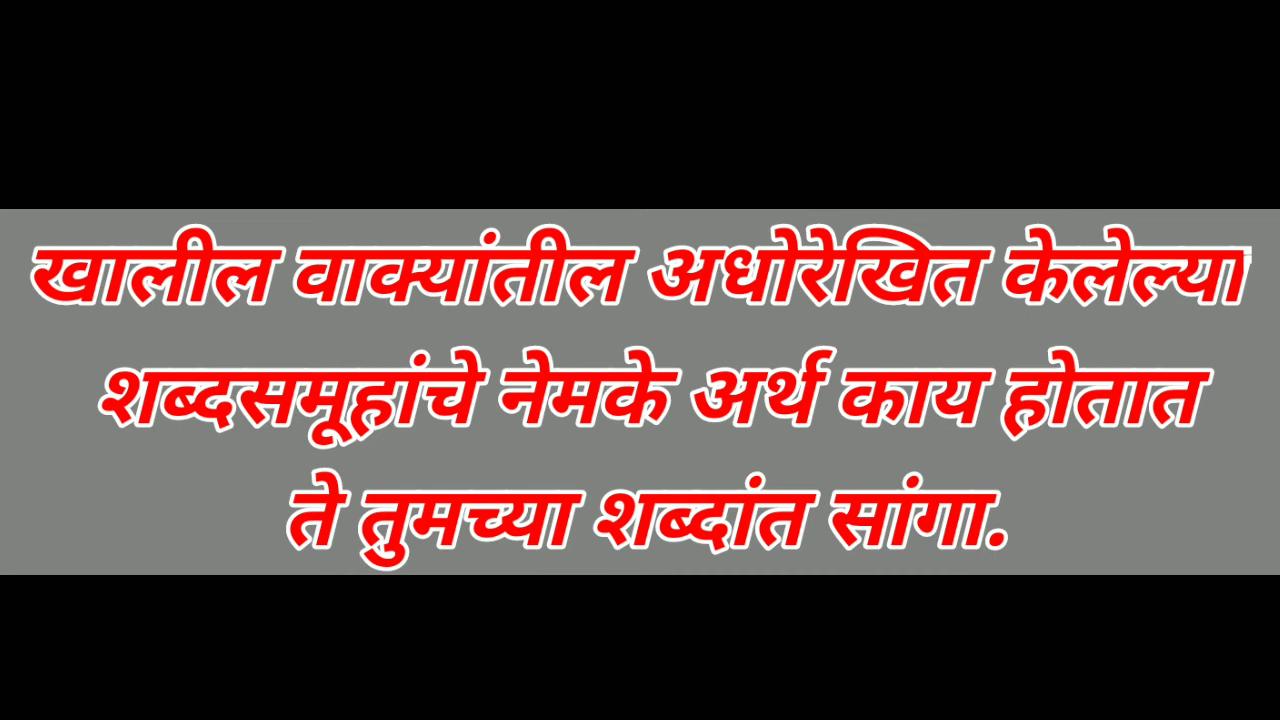 खालील वाक्यांतील अधोरेखित केलेल्या
शब्दसमूहांचे नेमके अर्थ काय होतात
ते तुमच्या शब्दांत सांगा.